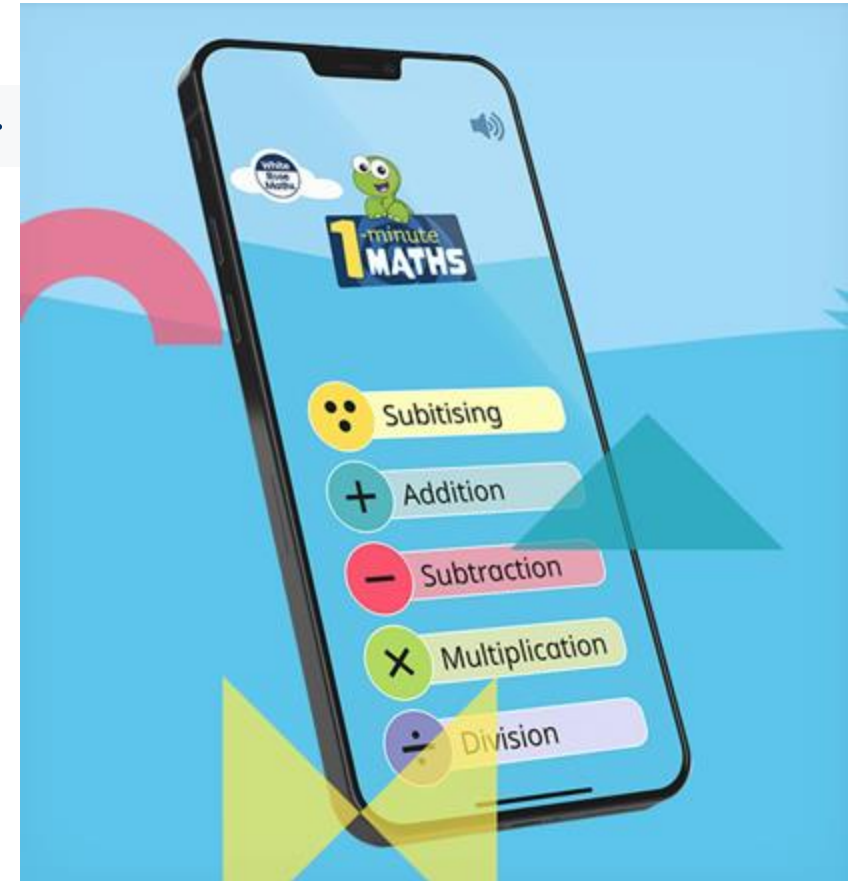 White
Rose
Maths
1-minute
MATHS
Subitising
+ Addition
− Subtraction
× Multiplication
÷ Division